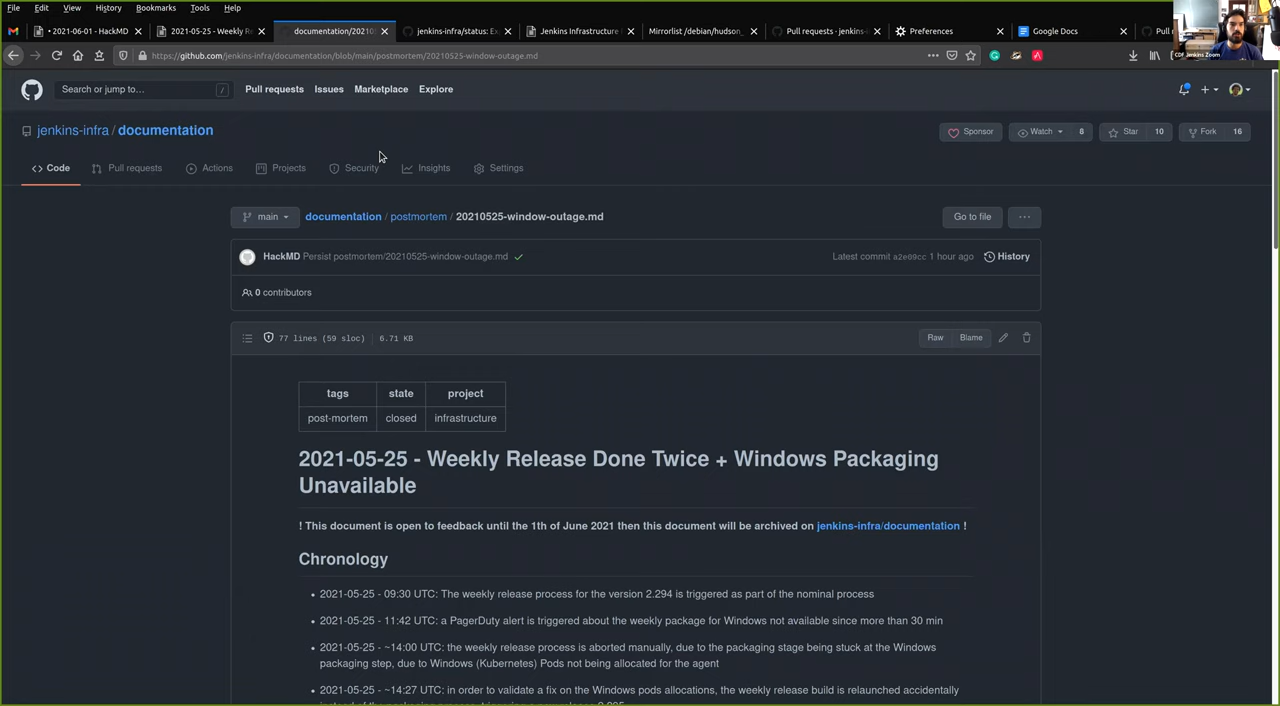 File Edit View History Bookmarks Tools Help
• 2021-06-01 - HackMD
2021-05-25 - Weekly Re
documentation/20210
jenkins-infra/status: Ex
Jenkins Infrastructure
Mirrorlist /debian/hudson_
Pull requests · jenkins-
Preferences
Google Docs
Pull
https://github.com/jenkins-infra/documentation/blob/main/postmortem/20210525-window-outage.md
CDF Jenkins Zoom
Search or jump to… /
Pull requests Issues Marketplace Explore
jenkins-infra / documentation
Sponsor Watch 8 Star 10 Fork 16
Code Pull requests Actions Projects Security Insights Settings
main documentation / postmortem / 20210525-window-outage.md Go to file
HackMD Persist postmortem/20210525-window-outage.md Latest commit a2e09cc 1 hour ago History
0 contributors
77 lines (59 sloc) 6.71 KB Raw Blame
tags state project
post-mortem closed infrastructure
2021-05-25 - Weekly Release Done Twice + Windows Packaging
Unavailable
! This document is open to feedback until the 1th of June 2021 then this document will be archived on jenkins-infra/documentation !
Chronology
• 2021-05-25 - 09:30 UTC: The weekly release process for the version 2.294 is triggered as part of the nominal process
• 2021-05-25 - 11:42 UTC: a PagerDuty alert is triggered about the weekly package for Windows not available since more than 30 min
• 2021-05-25 - ~14:00 UTC: the weekly release process is aborted manually, due to the packaging stage being stuck at the Windows
packaging step, due to Windows (Kubernetes) Pods not being allocated for the agent
• 2021-05-25 - ~14:27 UTC: in order to validate a fix on the Windows pods allocations, the weekly release build is relaunched accidentally